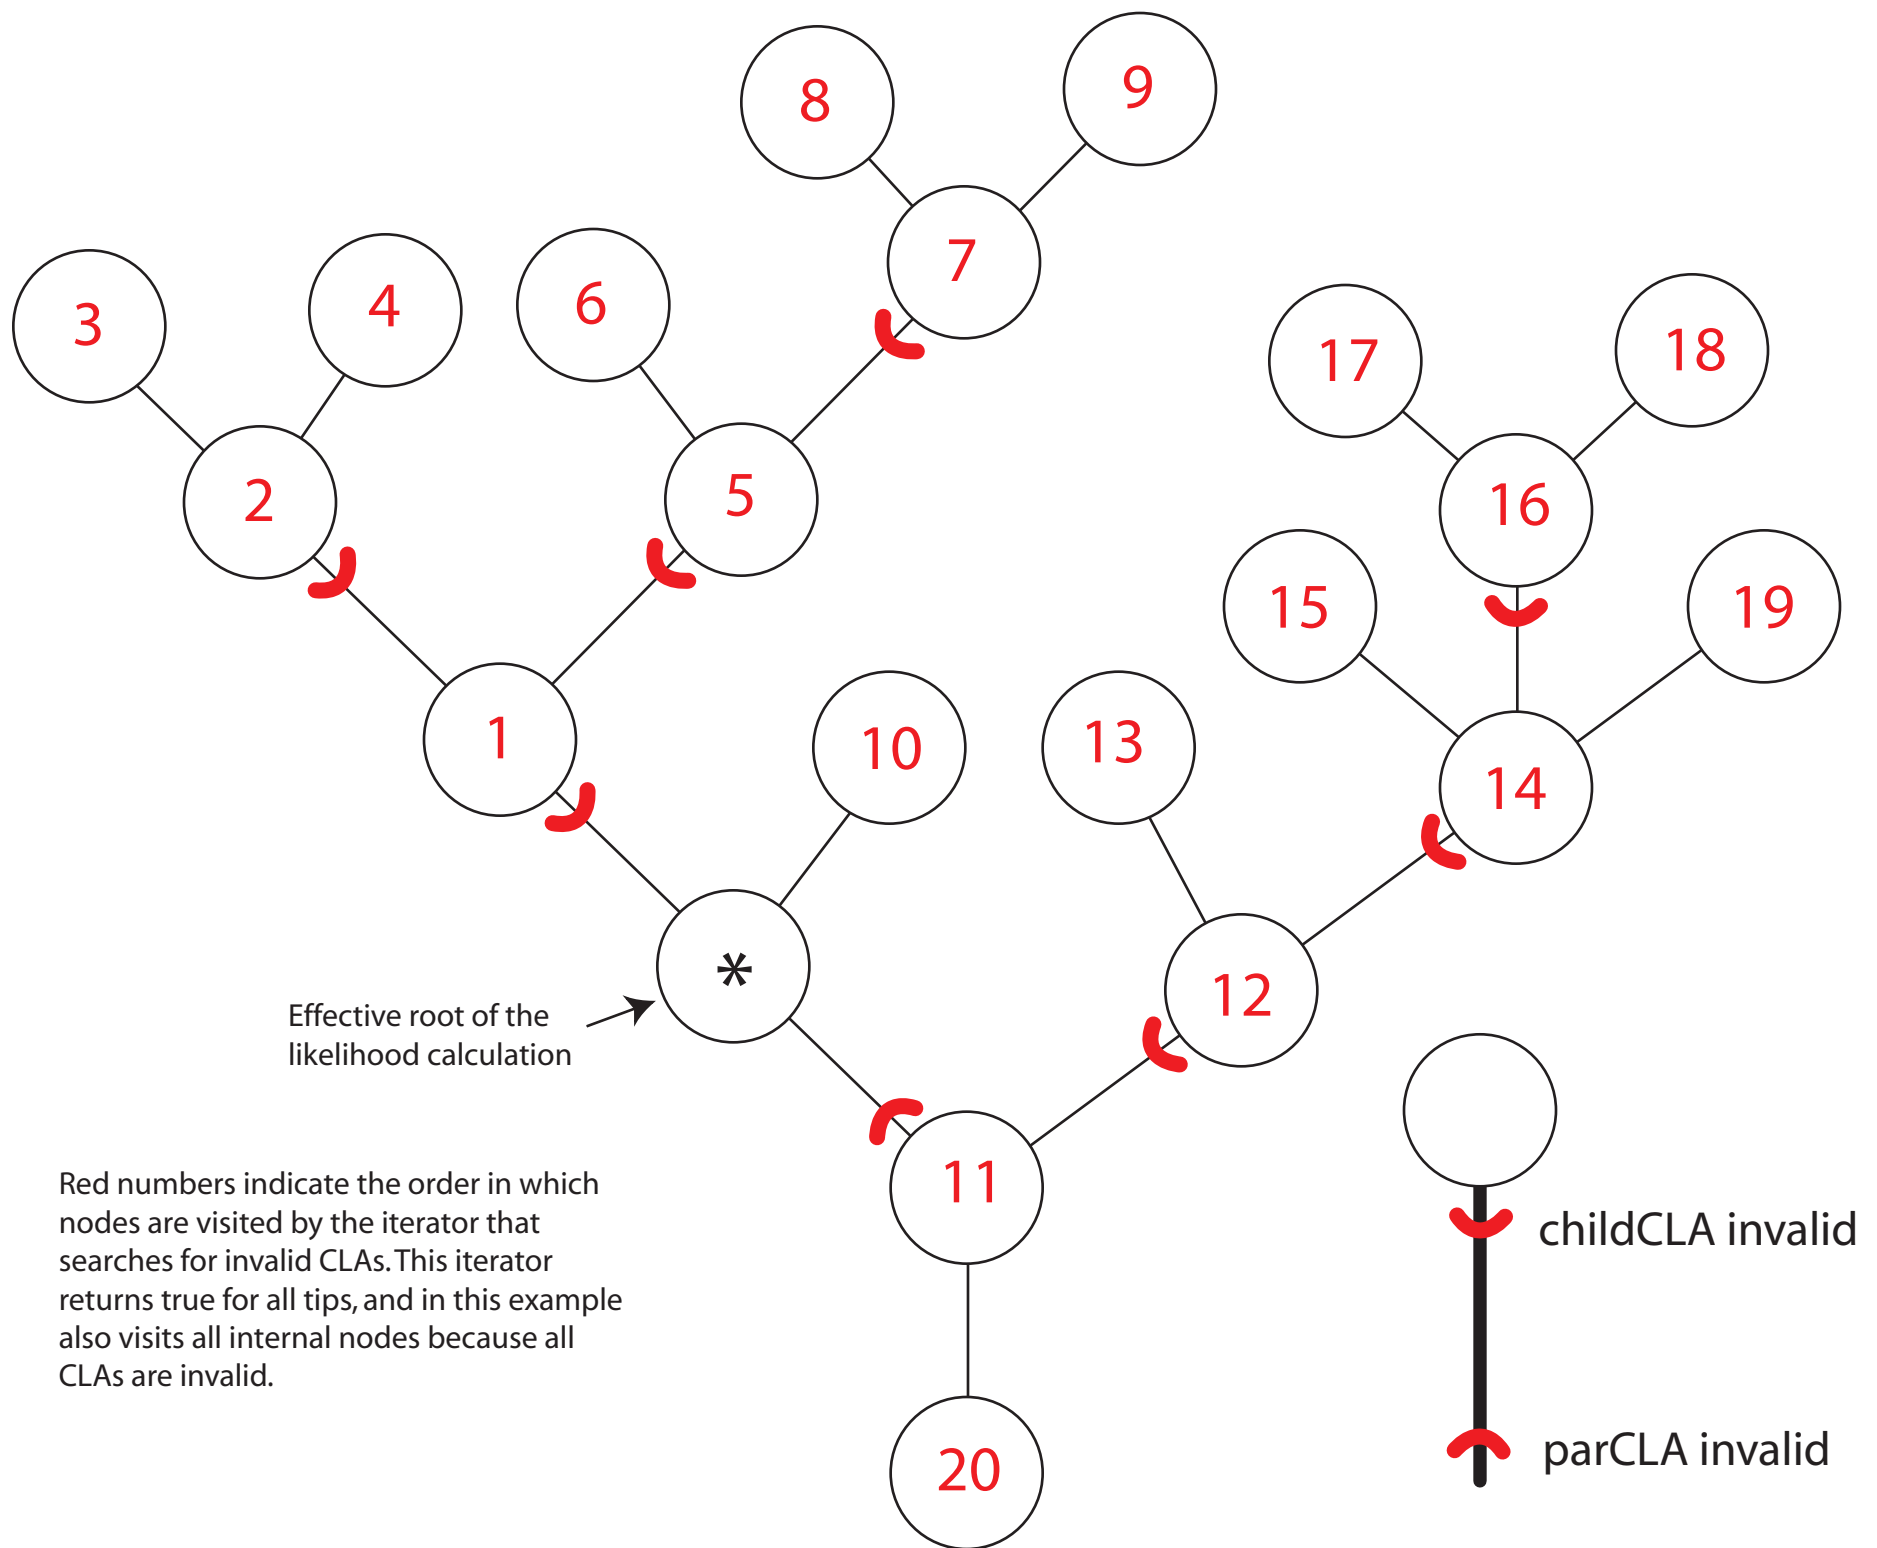 8
9
7
3
4
6
17
18
2
5
16
15
19
1
10
13
14
*
12
Effective root of the
likelihood calculation
11
Red numbers indicate the order in which
nodes are visited by the iterator that
searches for invalid CLAs. This iterator
returns true for all tips, and in this example
also visits all internal nodes because all
CLAs are invalid.
childCLA invalid
parCLA invalid
20